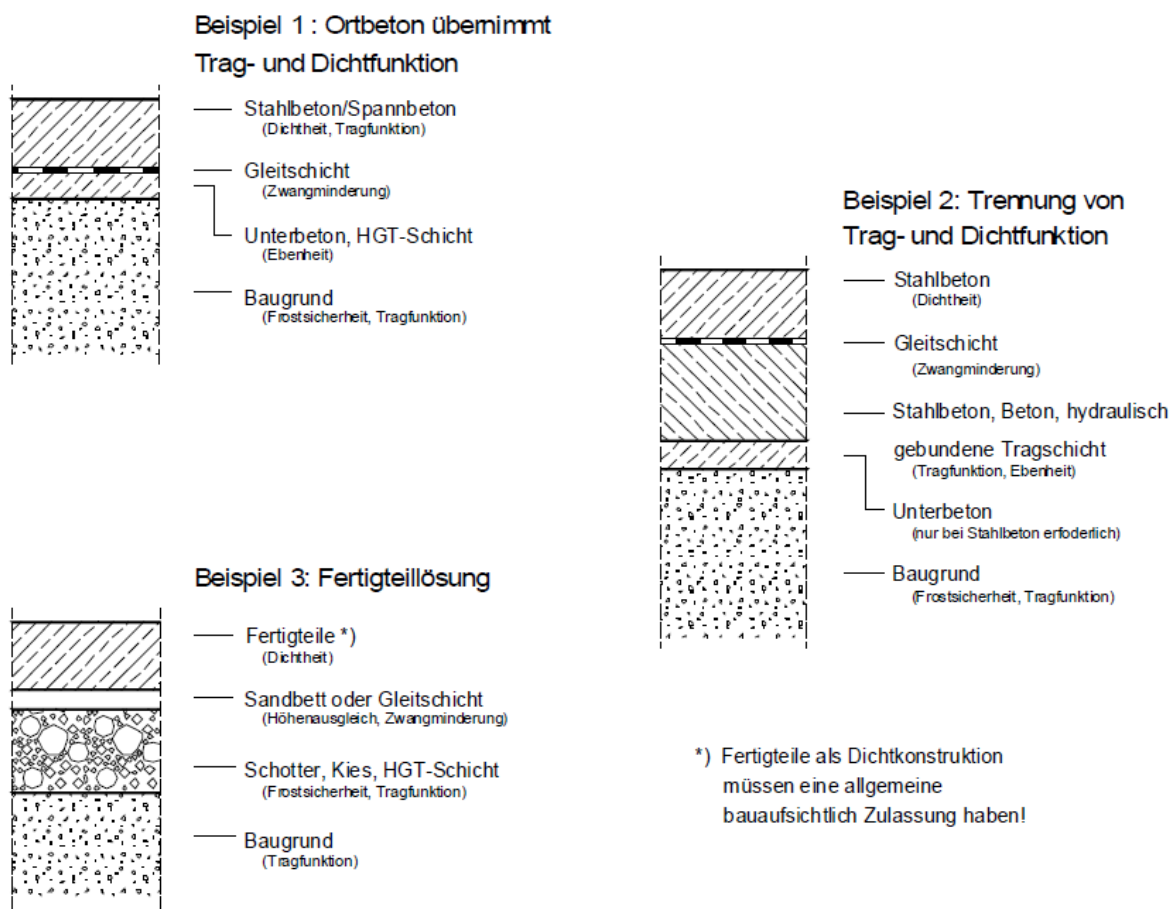 Beispiel 1 : Ortbeton übernimmt
Trag- und Dichtfunktion
Stahlbeton/Spannbeton
(Dichtheit, Tragfunktion)
Gleitschicht
(Zwangminderung)
Unterbeton, HGT-Schicht
(Ebenheit)
Baugrund
(Frostsicherheit, Tragfunktion)
Beispiel 2: Trennung von
Trag- und Dichtfunktion
Stahlbeton
(Dichtheit)
Gleitschicht
(Zwangminderung)
Stahlbeton, Beton, hydraulisch
gebundene Tragschicht
(Tragfunktion, Ebenheit)
Unterbeton
(nur bei Stahlbeton erfoderlich)
Baugrund
(Frostsicherheit, Tragfunktion)
Beispiel 3: Fertigteillösung
Fertigteile *)
(Dichtheit)
Sandbett oder Gleitschicht
(Höhenausgleich, Zwangminderung)
Schotter, Kies, HGT-Schicht
(Frostsicherheit, Tragfunktion)
Baugrund
(Tragfunktion)
*) Fertigteile als Dichtkonstruktion
müssen eine allgemeine
bauaufsichtlich Zulassung haben!